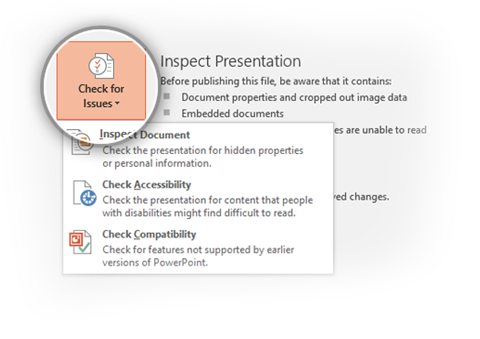 Check for
Issues
Inspect Presentation
Before publishing this file, be aware that it contains:
Document properties and cropped out image data
Embedded documents
es are unable to read
Inspect Document
Check the presentation for hidden properties
or personal information.
Check Accessibility
Check the presentation for content that people
with disabilities might find difficult to read.
ved changes.
Check Compatibility
Check for features not supported by earlier
versions of PowerPoint.